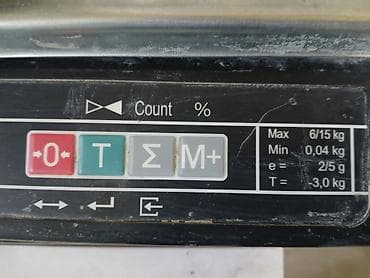 Count %
→0← T Σ M+
Max 6/15 kg
Min 0,04 kg
e = 2/5 g
T = -3,0 kg